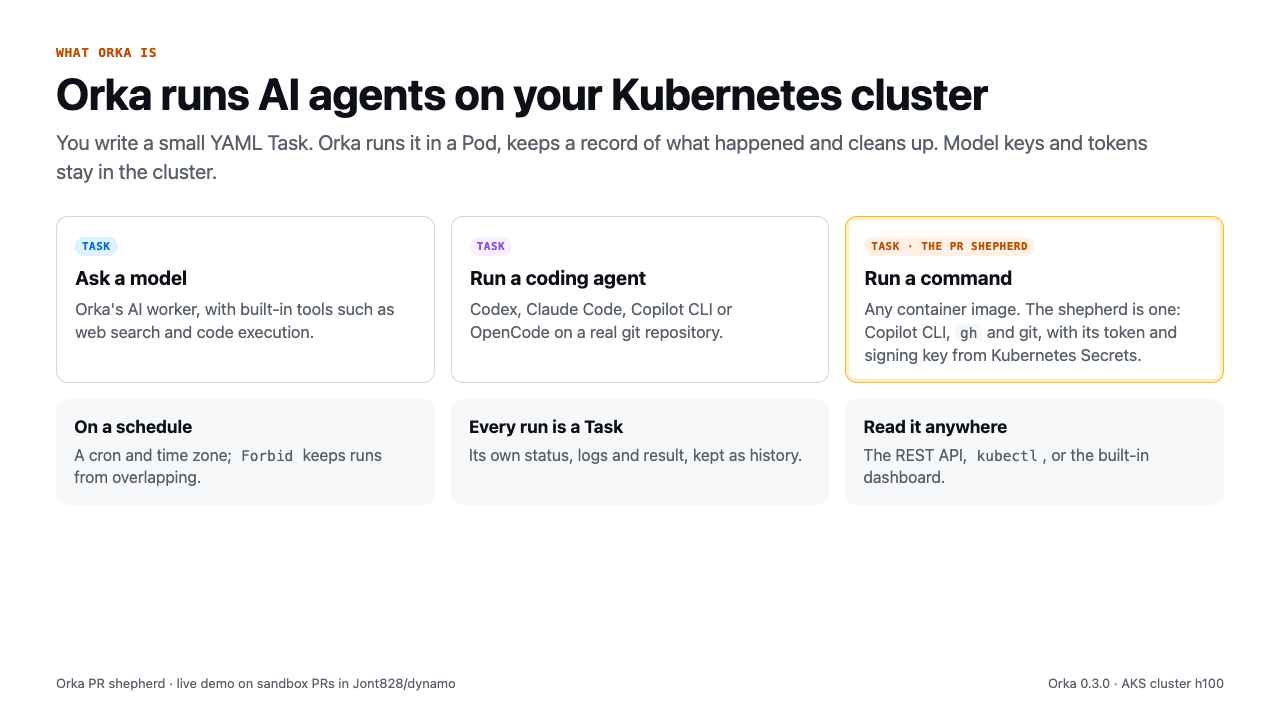 WHAT ORKA IS
Orka runs AI agents on your Kubernetes cluster
You write a small YAML Task. Orka runs it in a Pod, keeps a record of what happened and cleans up. Model keys and tokens
stay in the cluster.
TASK
Ask a model
Orka's AI worker, with built-in tools such as
web search and code execution.
TASK
Run a coding agent
Codex, Claude Code, Copilot CLI or
OpenCode on a real git repository.
TASK · THE PR SHEPHERD
Run a command
Any container image. The shepherd is one:
Copilot CLI, gh and git, with its token and
signing key from Kubernetes Secrets.
On a schedule
A cron and time zone; Forbid keeps runs
from overlapping.
Every run is a Task
Its own status, logs and result, kept as history.
Read it anywhere
The REST API, kubectl, or the built-in
dashboard.
Orka PR shepherd · live demo on sandbox PRs in Jont828/dynamo
Orka 0.3.0 · AKS cluster h100